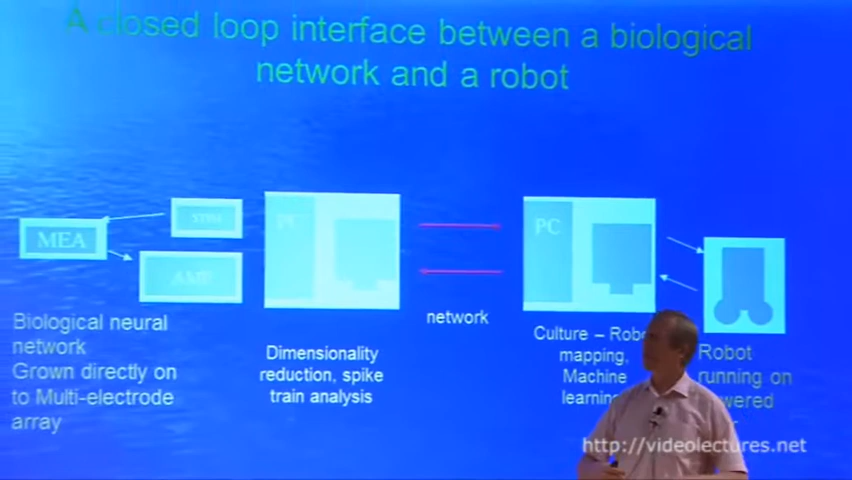 A closed loop interface between a biological
network and a robot
STIM
MEA
PC
PC
AMP
network
Biological neural
network
Grown directly on
to Multi-electrode
array
Dimensionality
reduction, spike
train analysis
Culture – Robo
mapping,
Machine
learning
Robot
running on
http://videolectures.net